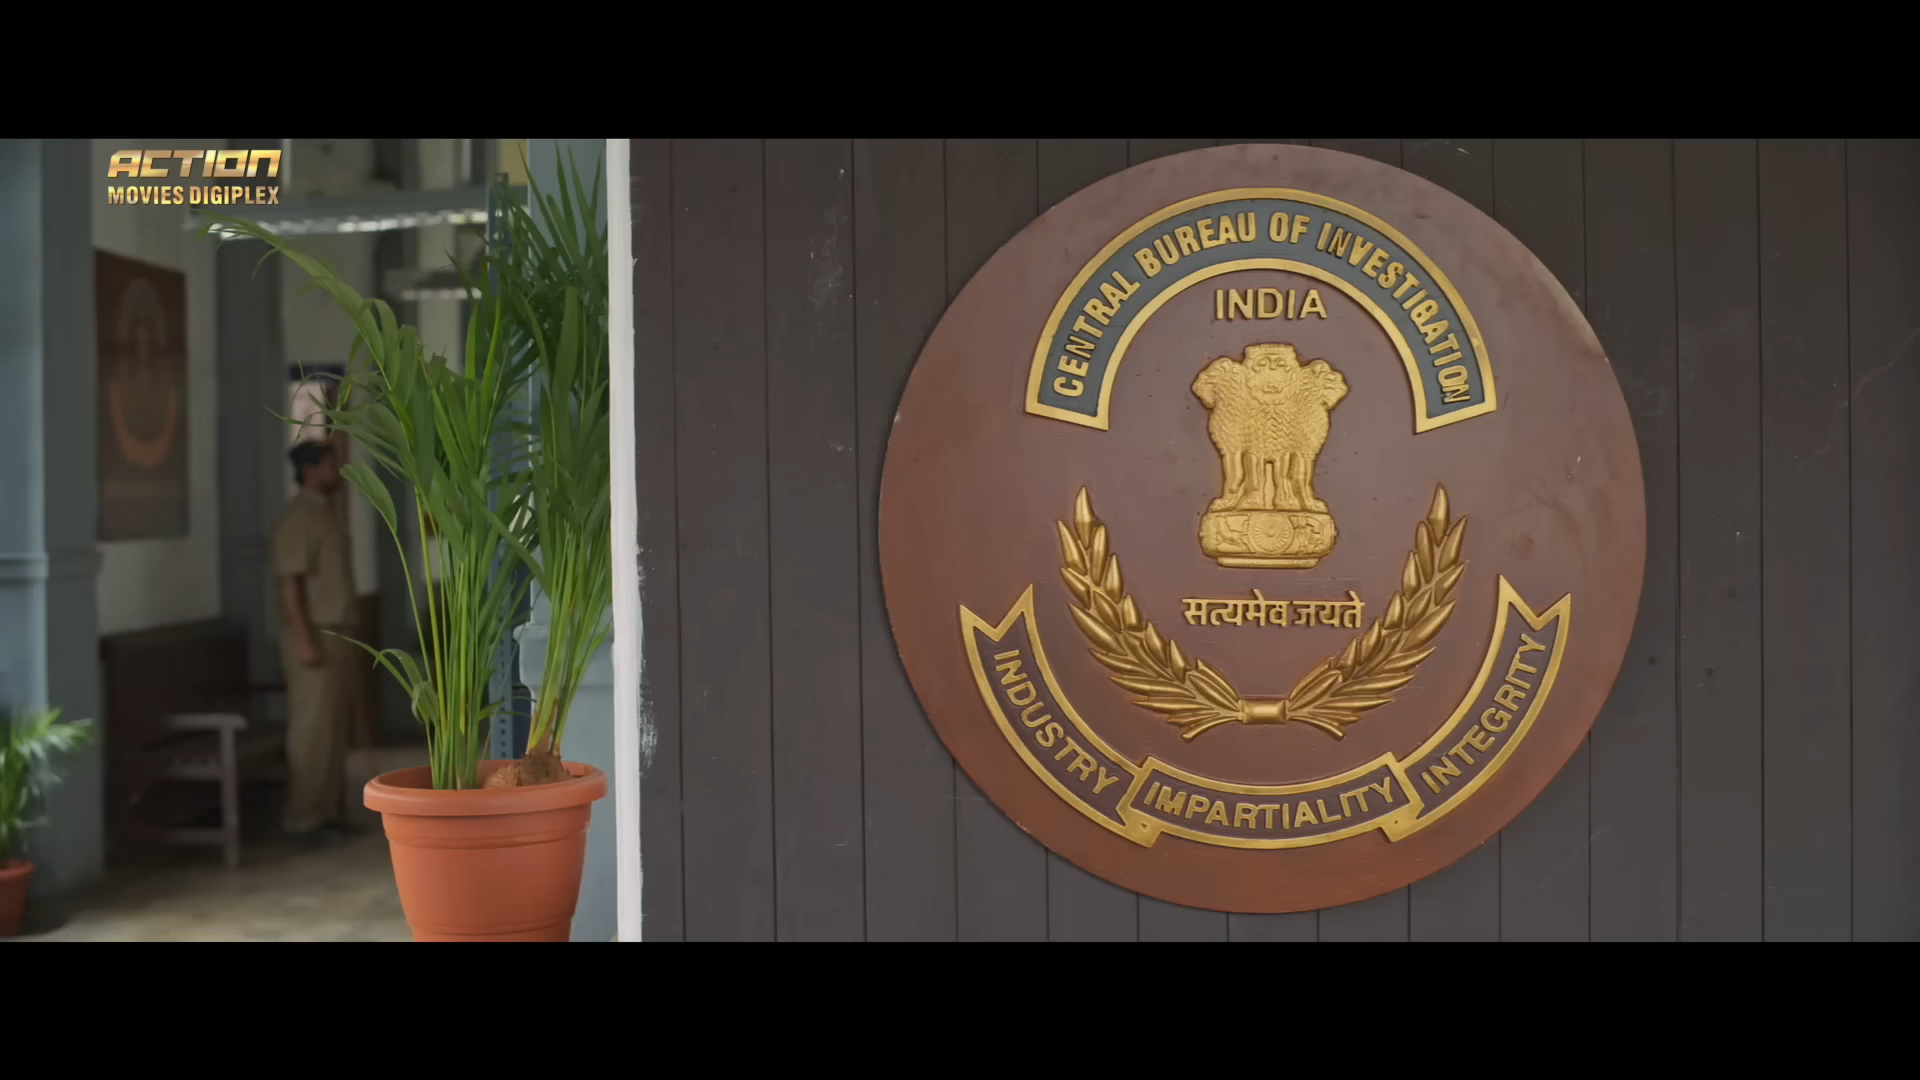 ACTION
MOVIES DIGIPLEX
CENTRAL BUREAU OF INVESTIGATION
INDIA
सत्यमेव जयते
INDUSTRY
IMPARTIALITY
INTEGRITY